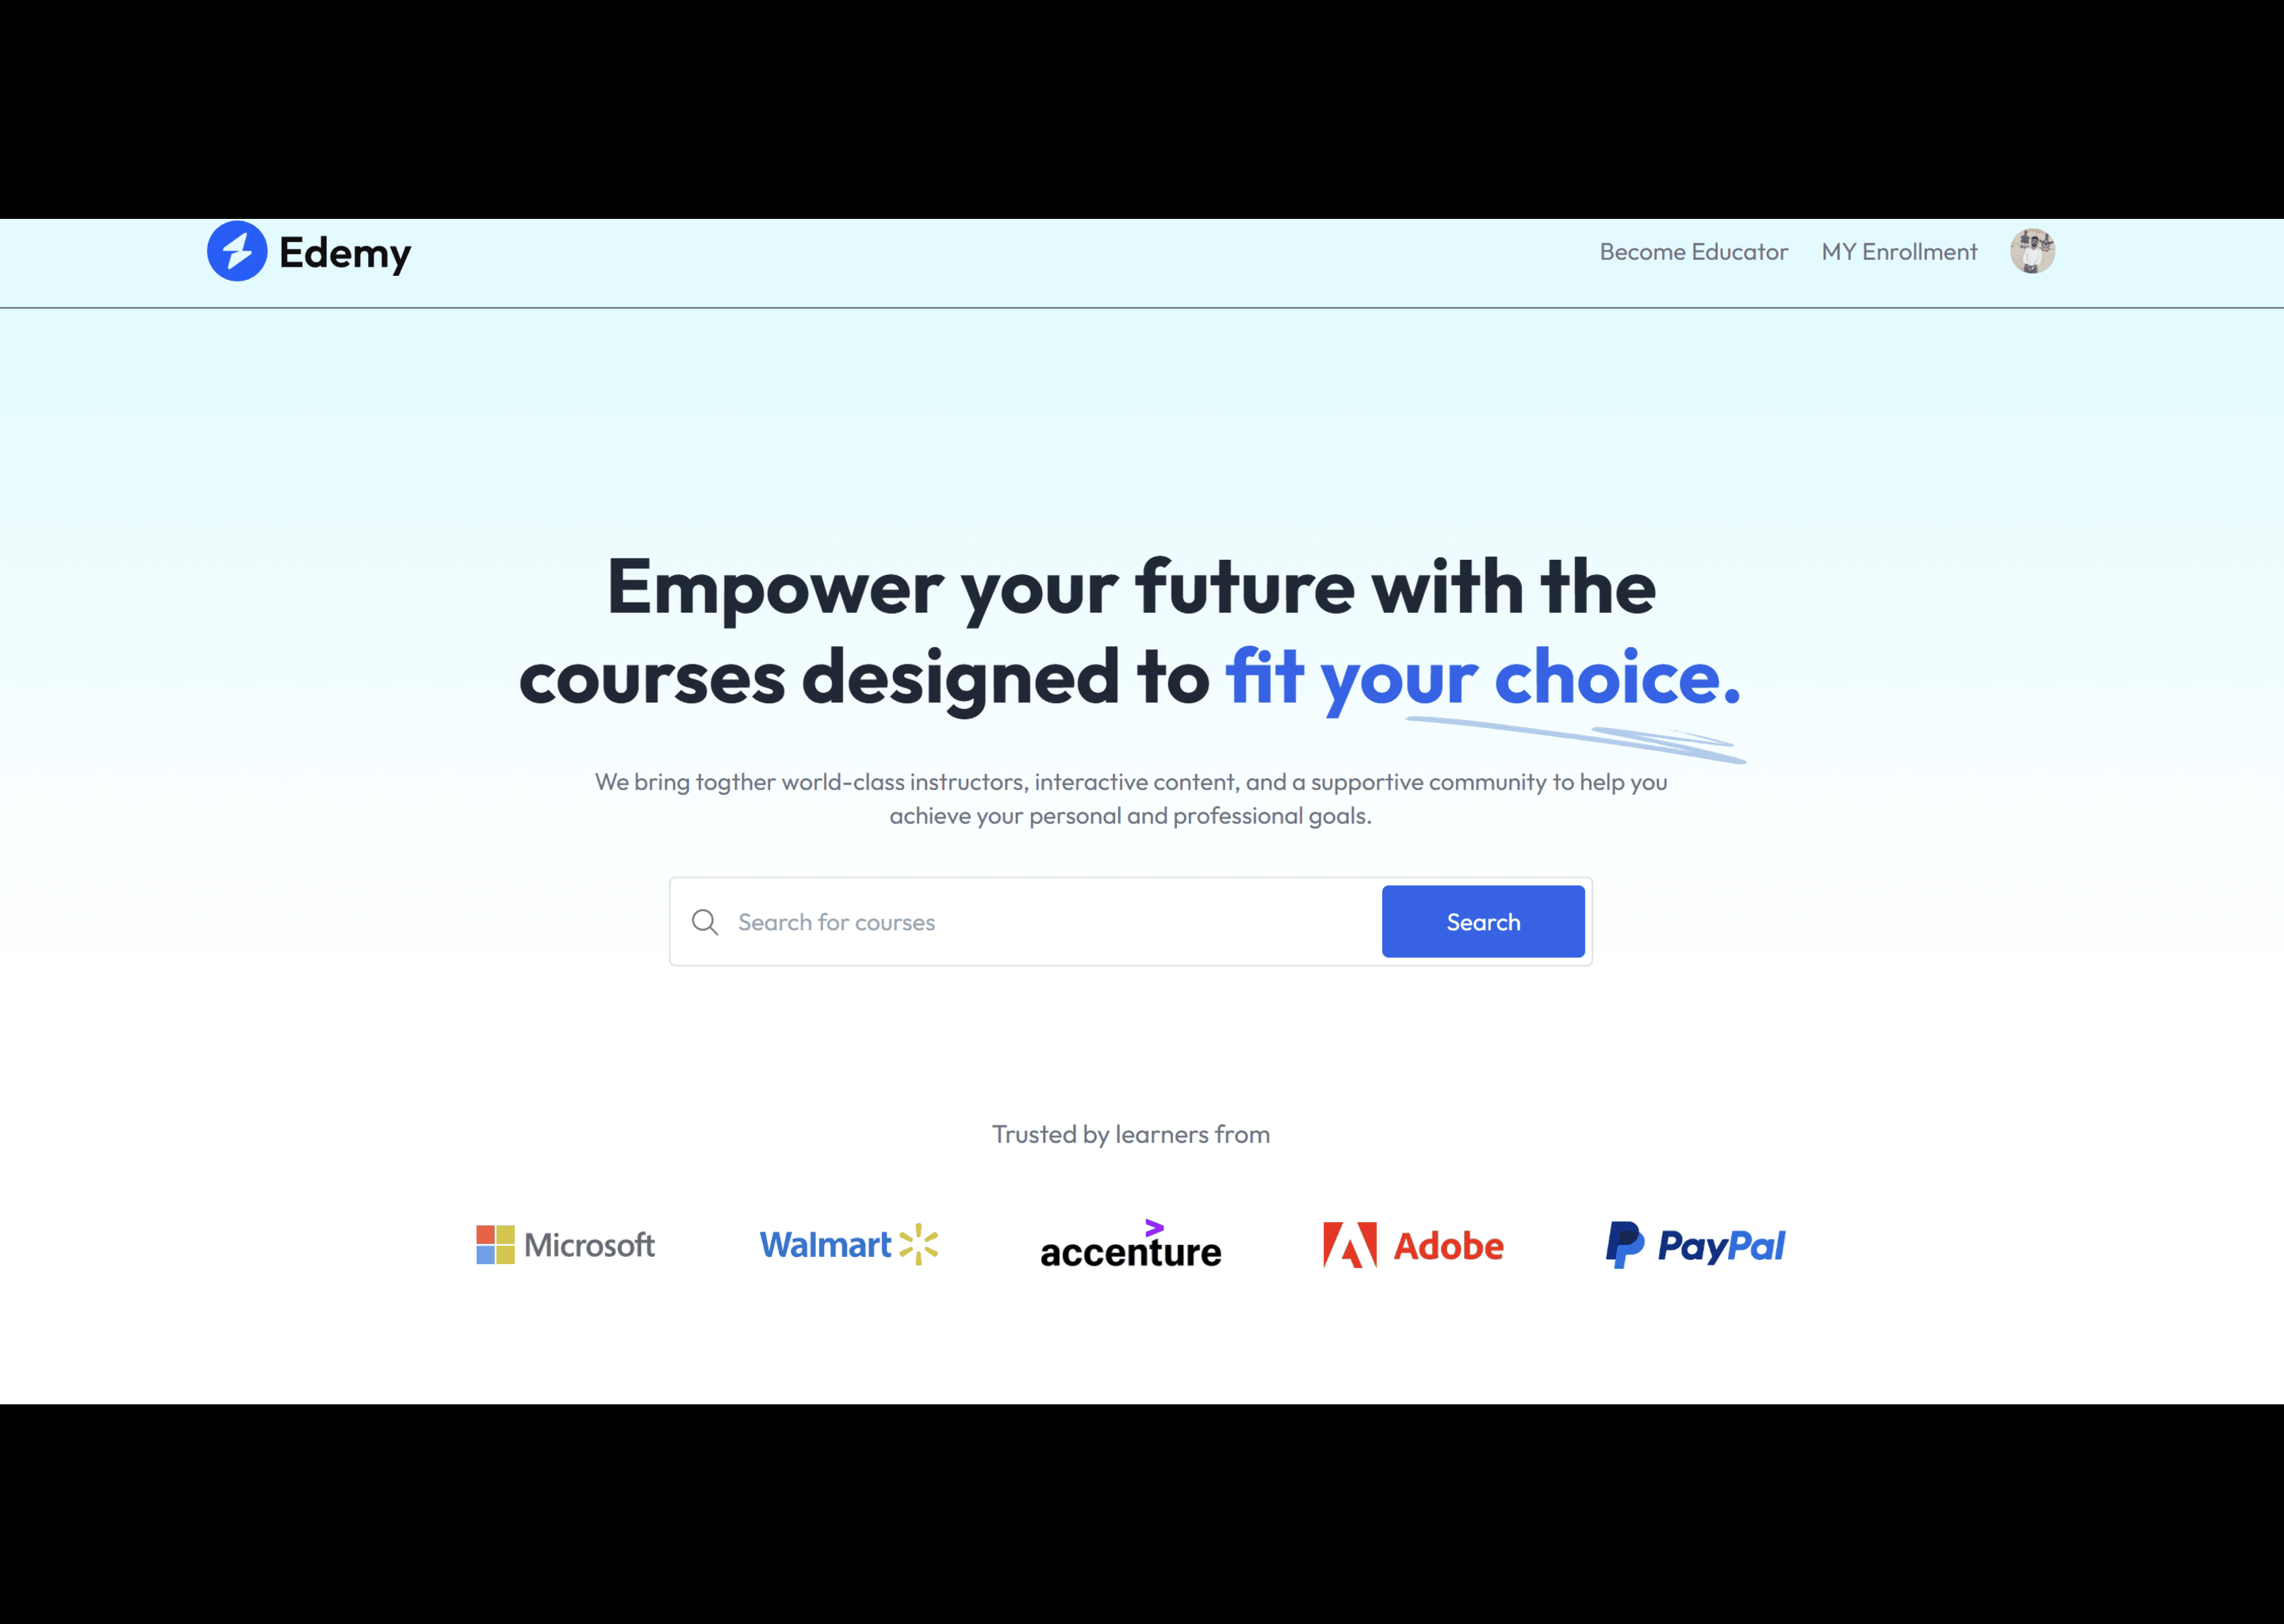 Edemy
Become Educator MY Enrollment
Empower your future with the
courses designed to fit your choice.
We bring togther world-class instructors, interactive content, and a supportive community to help you
achieve your personal and professional goals.
Search for courses
Search
Trusted by learners from
Microsoft Walmart accenture Adobe PayPal